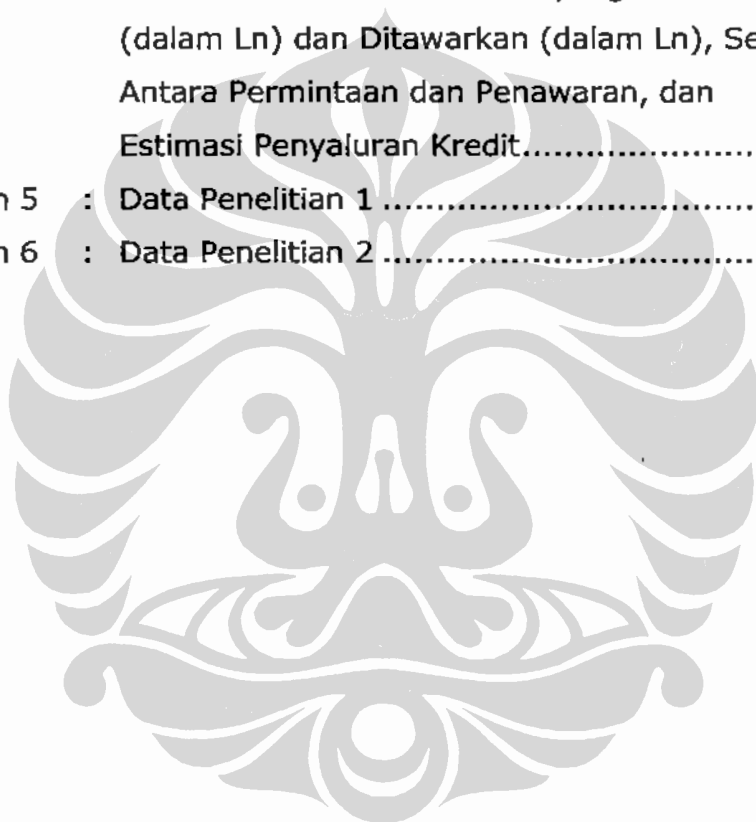 (dalam Ln) dan Ditawarkan (dalam Ln), Se
Antara Permintaan dan Penawaran, dan
Estimasi Penyaluran Kredit......................
n 5 : Data Penelitian 1 ...................................
n 6 : Data Penelitian 2 ...................................